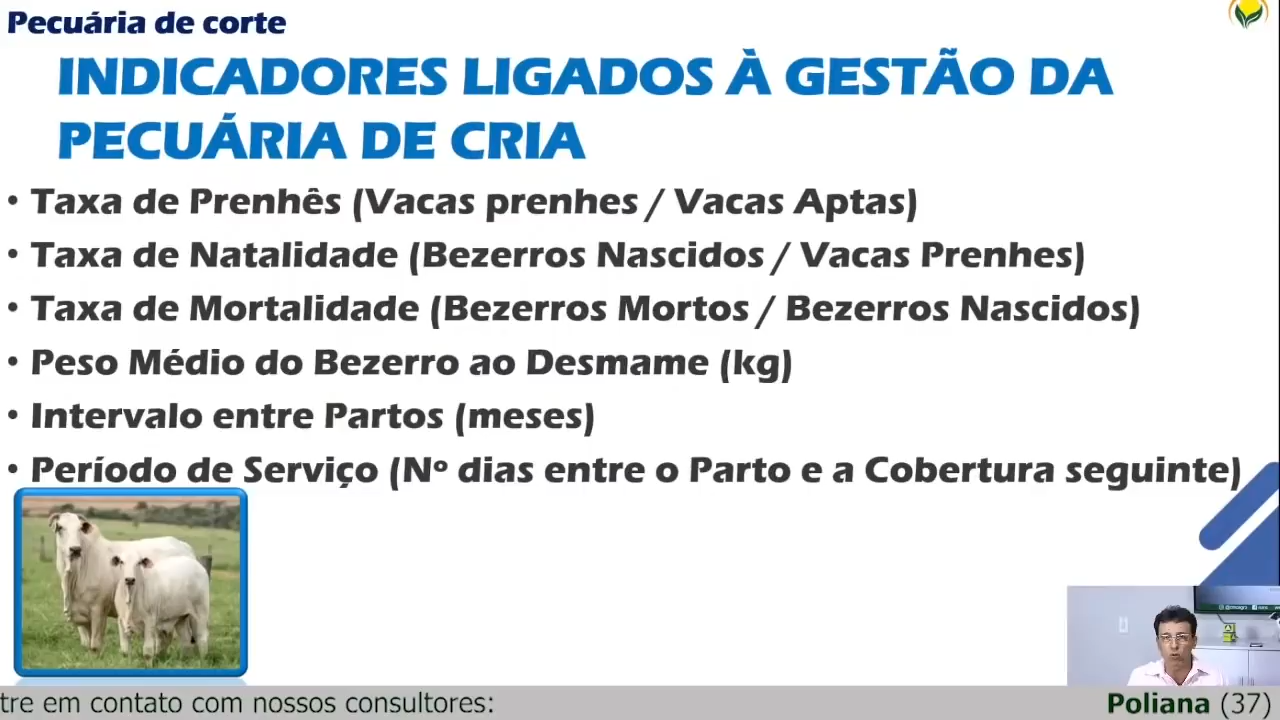 Pecuária de corte
INDICADORES LIGADOS À GESTÃO DA
PECUÁRIA DE CRIA
• Taxa de Prenhês (Vacas prenhes / Vacas Aptas)
• Taxa de Natalidade (Bezerros Nascidos / Vacas Prenhes)
• Taxa de Mortalidade (Bezerros Mortos / Bezerros Nascidos)
• Peso Médio do Bezerro ao Desmame (kg)
• Intervalo entre Partos (meses)
• Período de Serviço (Nº dias entre o Parto e a Cobertura seguinte)
tre em contato com nossos consultores:
Poliana (37)